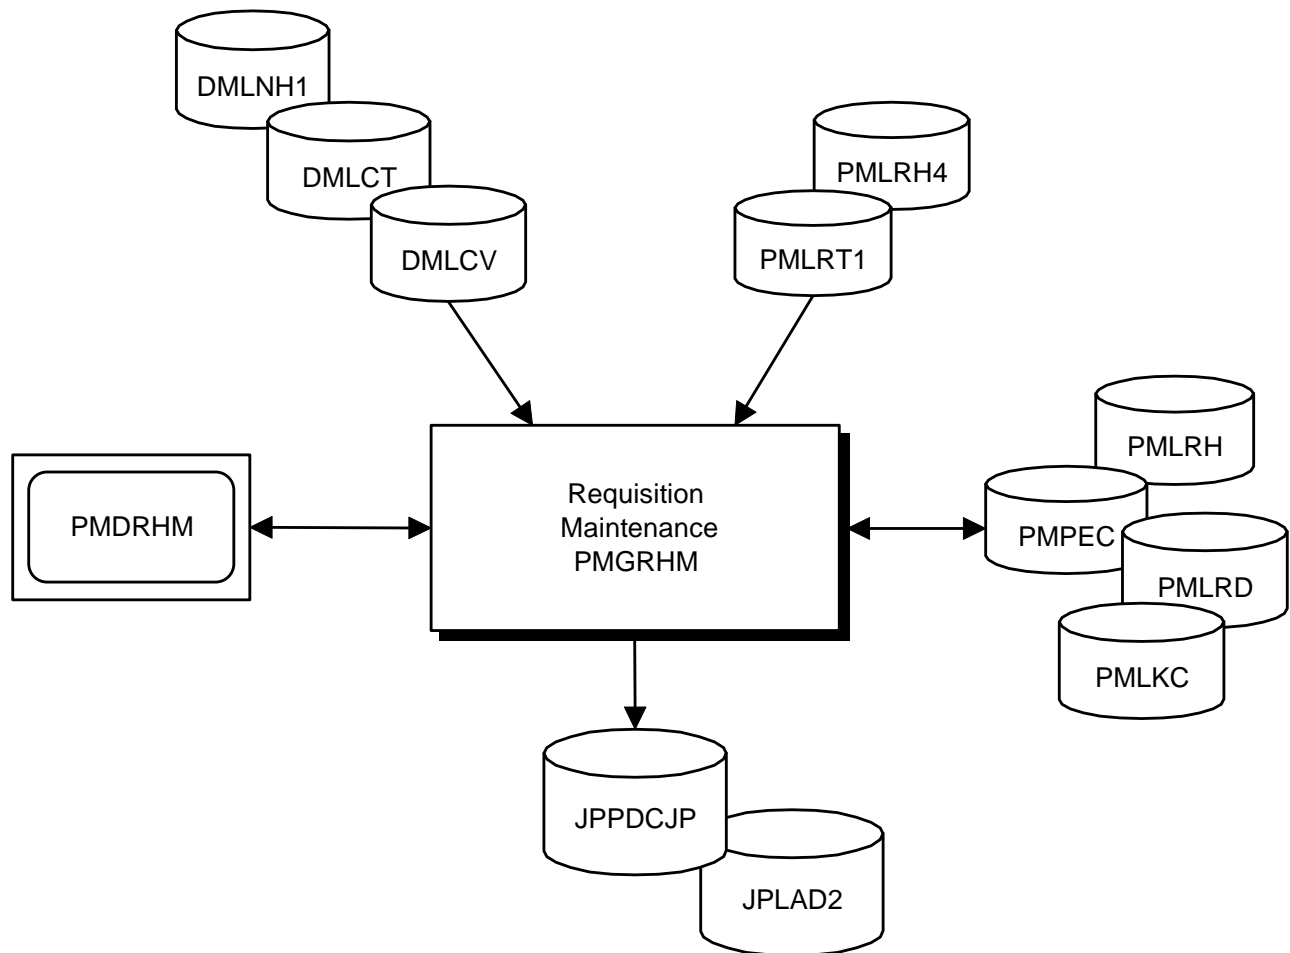 DMLNH1
DMLCT
DMLCV
PMLRH4
PMLRT1
PMLRH
PMPEC
PMLRD
PMLKC
PMDRHM
Requisition
Maintenance
PMGRHM
JPPDCJP
JPLAD2